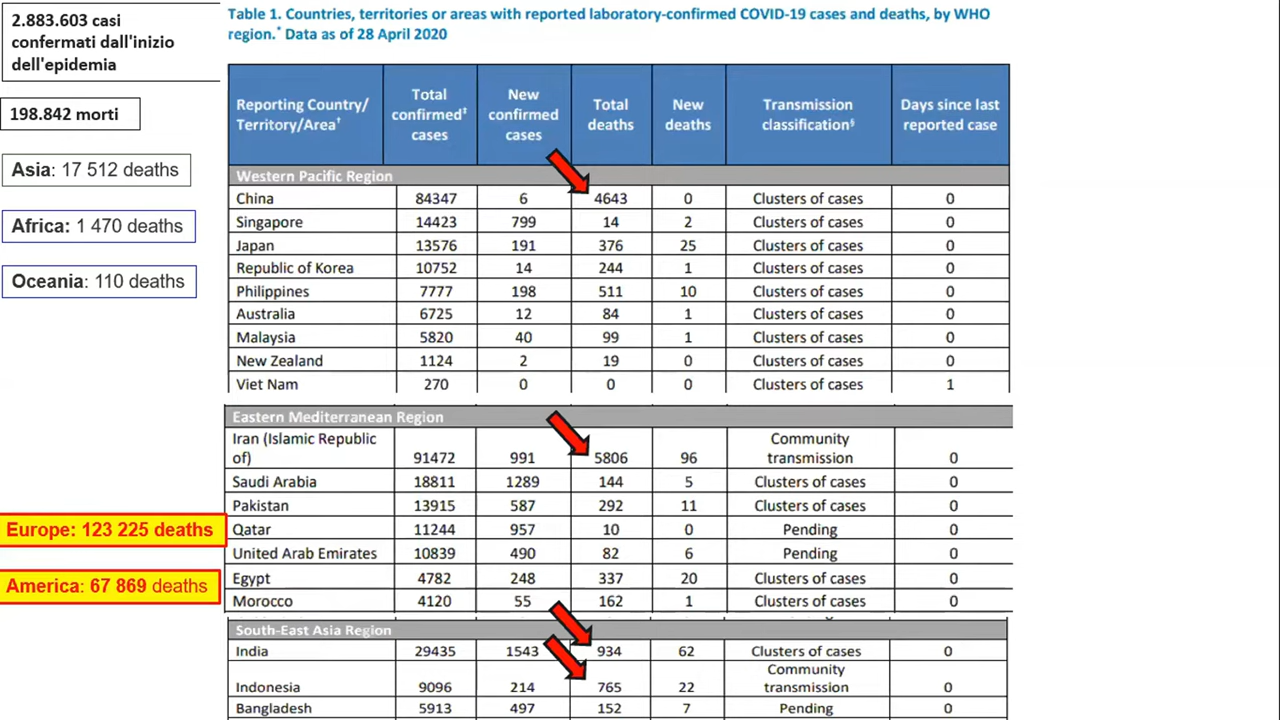 2.883.603 casi
confermati dall'inizio
dell'epidemia
198.842 morti
Asia: 17 512 deaths
Africa: 1 470 deaths
Oceania: 110 deaths
Europe: 123 225 deaths
America: 67 869 deaths
Table 1. Countries, territories or areas with reported laboratory-confirmed COVID-19 cases and deaths, by WHO
region.* Data as of 28 April 2020
Reporting Country/ Territory/Area† Total confirmed‡ cases New confirmed cases Total deaths New deaths Transmission classification§ Days since last reported case
Western Pacific Region
China 84347 6 4643 0 Clusters of cases 0
Singapore 14423 799 14 2 Clusters of cases 0
Japan 13576 191 376 25 Clusters of cases 0
Republic of Korea 10752 14 244 1 Clusters of cases 0
Philippines 7777 198 511 10 Clusters of cases 0
Australia 6725 12 84 1 Clusters of cases 0
Malaysia 5820 40 99 1 Clusters of cases 0
New Zealand 1124 2 19 0 Clusters of cases 0
Viet Nam 270 0 0 0 Clusters of cases 1
Eastern Mediterranean Region
Iran (Islamic Republic of) 91472 991 5806 96 Community transmission 0
Saudi Arabia 18811 1289 144 5 Clusters of cases 0
Pakistan 13915 587 292 11 Clusters of cases 0
Qatar 11244 957 10 0 Pending 0
United Arab Emirates 10839 490 82 6 Pending 0
Egypt 4782 248 337 20 Clusters of cases 0
Morocco 4120 55 162 1 Clusters of cases 0
South-East Asia Region
India 29435 1543 934 62 Clusters of cases 0
Indonesia 9096 214 765 22 Community transmission 0
Bangladesh 5913 497 152 7 Pending 0